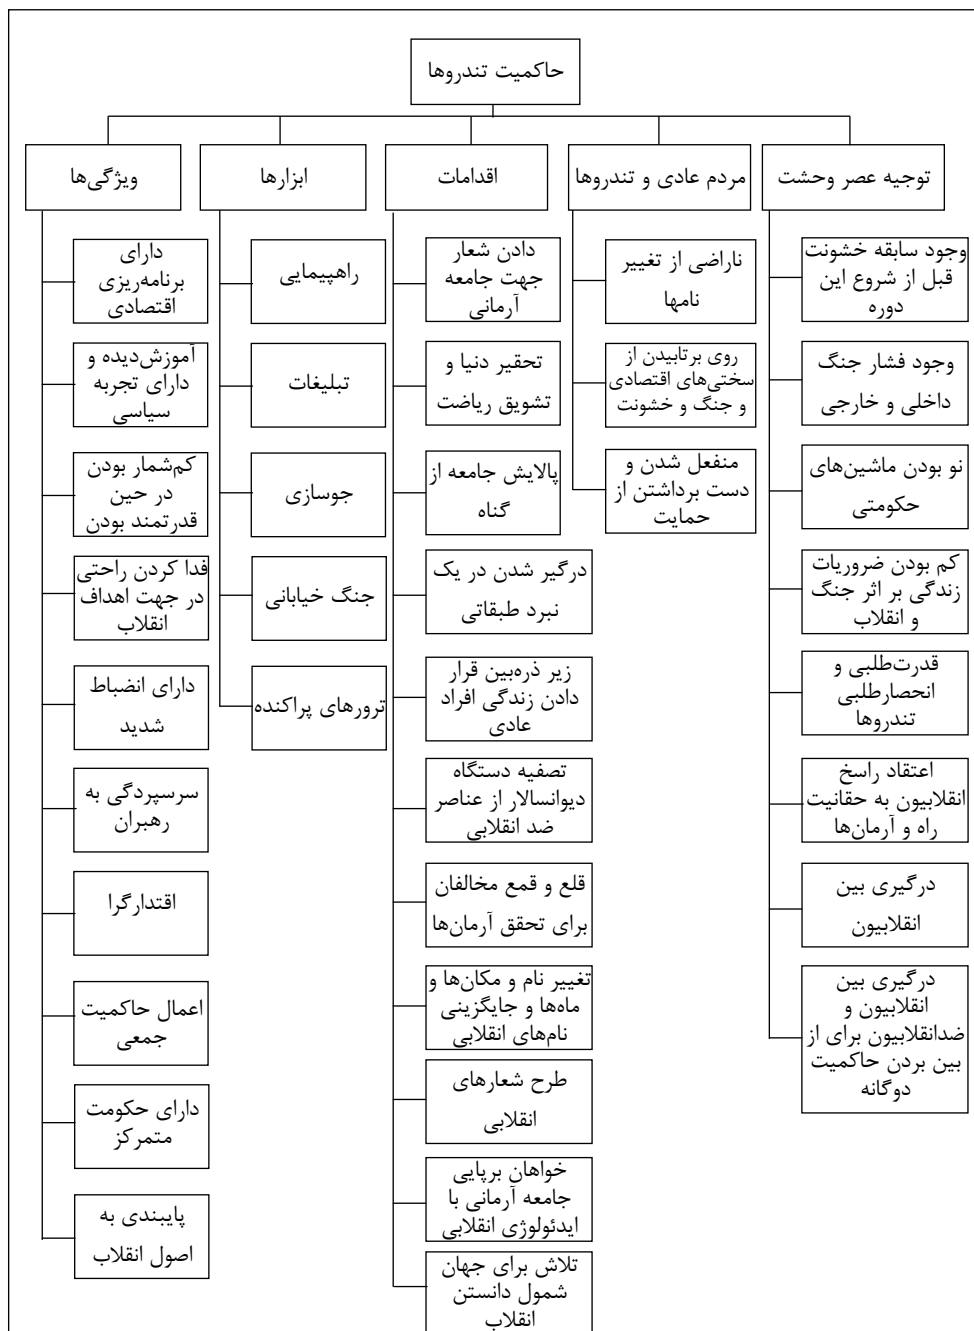 حاکمیت تندروها
توجیه عصر وحشت
مردم عادی و تندروها
اقدامات
ابزارها
ویژگی‌ها
وجود سابقه خشونت
قبل از شروع این
دوره
وجود فشار جنگ
داخلی و خارجی
نو بودن ماشین‌های
حکومتی
کم بودن ضروریات
زندگی بر اثر جنگ
و انقلاب
قدرت‌طلبی و
انحصارطلبی
تندروها
اعتقاد راسخ
انقلابیون به حقانیت
راه و آرمان‌ها
درگیری بین
انقلابیون
درگیری بین
انقلابیون و
ضدانقلابیون برای از
بین بردن حاکمیت
دوگانه
ناراضی از تغییر
نامها
روی برتابیدن از
سختی‌های اقتصادی
و جنگ و خشونت
منفعل شدن و
دست برداشتن از
حمایت
دادن شعار
جهت جامعه
آرمانی
تحقیر دنیا و
تشویق ریاضت
پالایش جامعه از
گناه
درگیر شدن در یک
نبرد طبقاتی
زیر ذره‌بین قرار
دادن زندگی افراد
عادی
تصفیه دستگاه
دیوانسالار از عناصر
ضد انقلابی
قلع و قمع مخالفان
برای تحقق آرمان‌ها
تغییر نام و مکان‌ها و
ماه‌ها و جایگزینی
نام‌های انقلابی
طرح شعارهای
انقلابی
خواهان برپایی
جامعه آرمانی با
ایدئولوژی انقلابی
تلاش برای جهان
شمول دانستن
انقلاب
راهپیمایی
تبلیغات
جوسازی
جنگ خیابانی
ترورهای پراکنده
دارای
برنامه‌ریزی
اقتصادی
آموزش‌دیده و
دارای تجربه
سیاسی
کم‌شمار بودن
در حین
قدرتمند بودن
فدا کردن راحتی
در جهت اهداف
انقلاب
دارای انضباط
شدید
سرسپردگی به
رهبران
اقتدارگرا
اعمال حاکمیت
جمعی
دارای حکومت
متمرکز
پایبندی به
اصول انقلاب